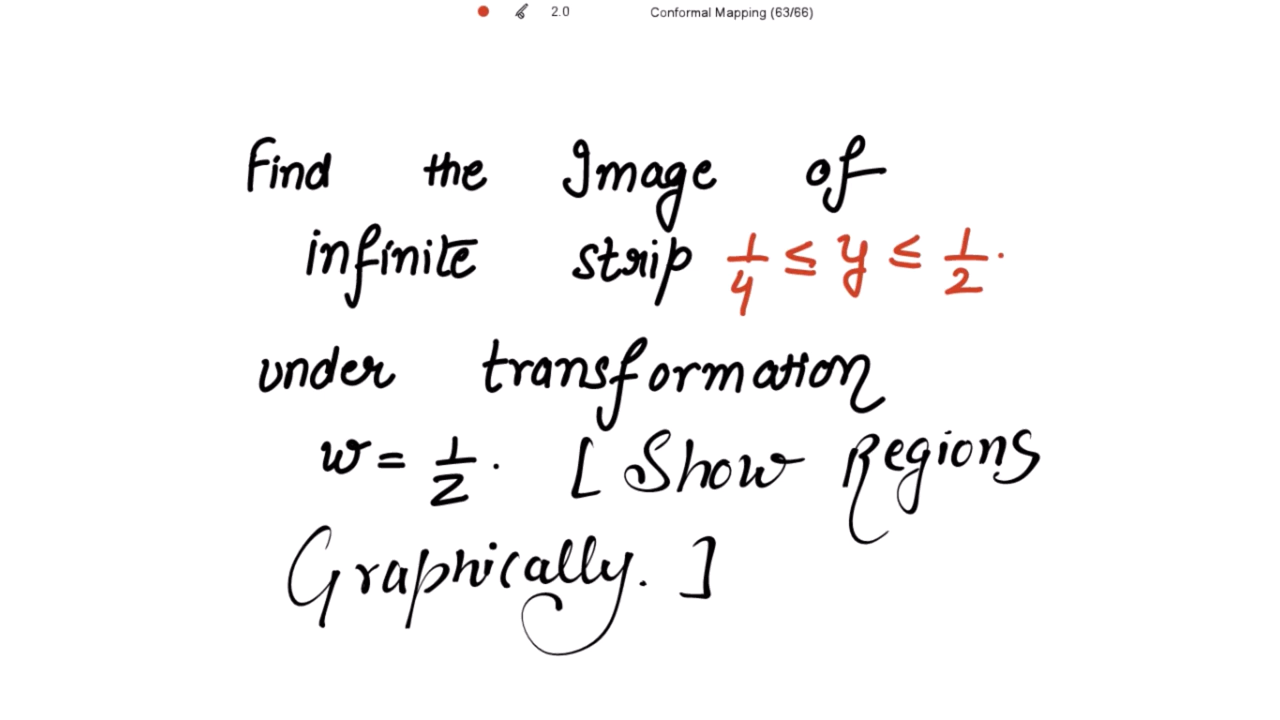 2.0 Conformal Mapping (63/66)
Find the Image of
infinite strip 1/4 ≤ y ≤ 1/2.
under transformation
w = 1/z. [Show Regions
Graphically.]